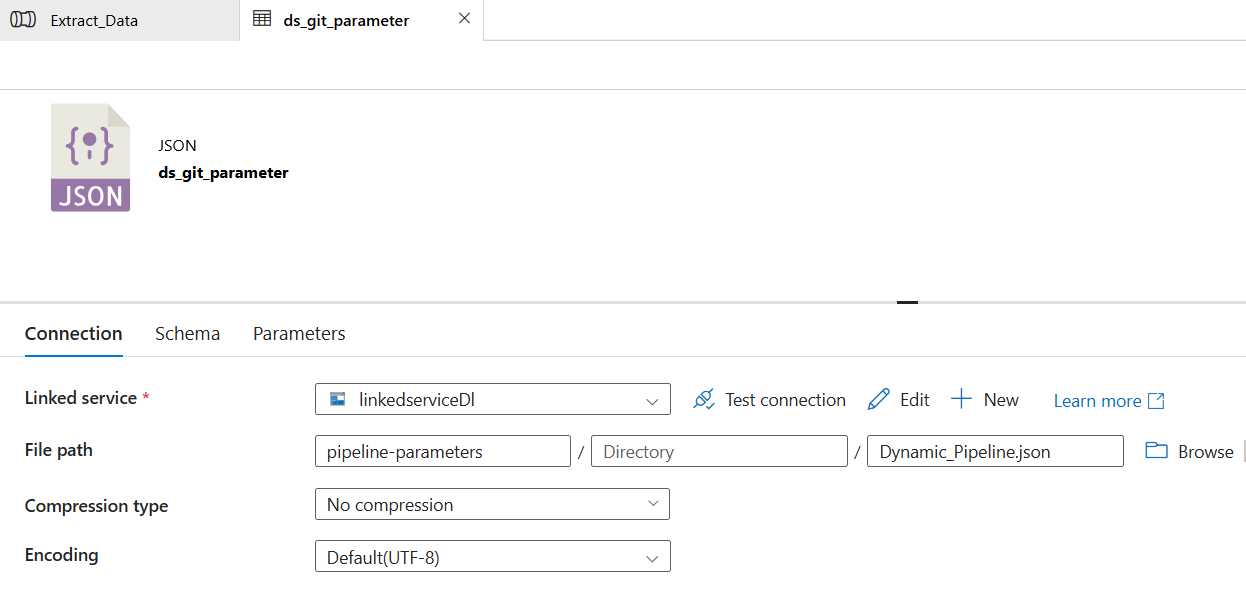 Extract_Data
ds_git_parameter
JSON
JSON
ds_git_parameter
Connection Schema Parameters
Linked service * linkedserviceDl Test connection Edit New Learn more
File path pipeline-parameters / Directory / Dynamic_Pipeline.json Browse
Compression type No compression
Encoding Default(UTF-8)